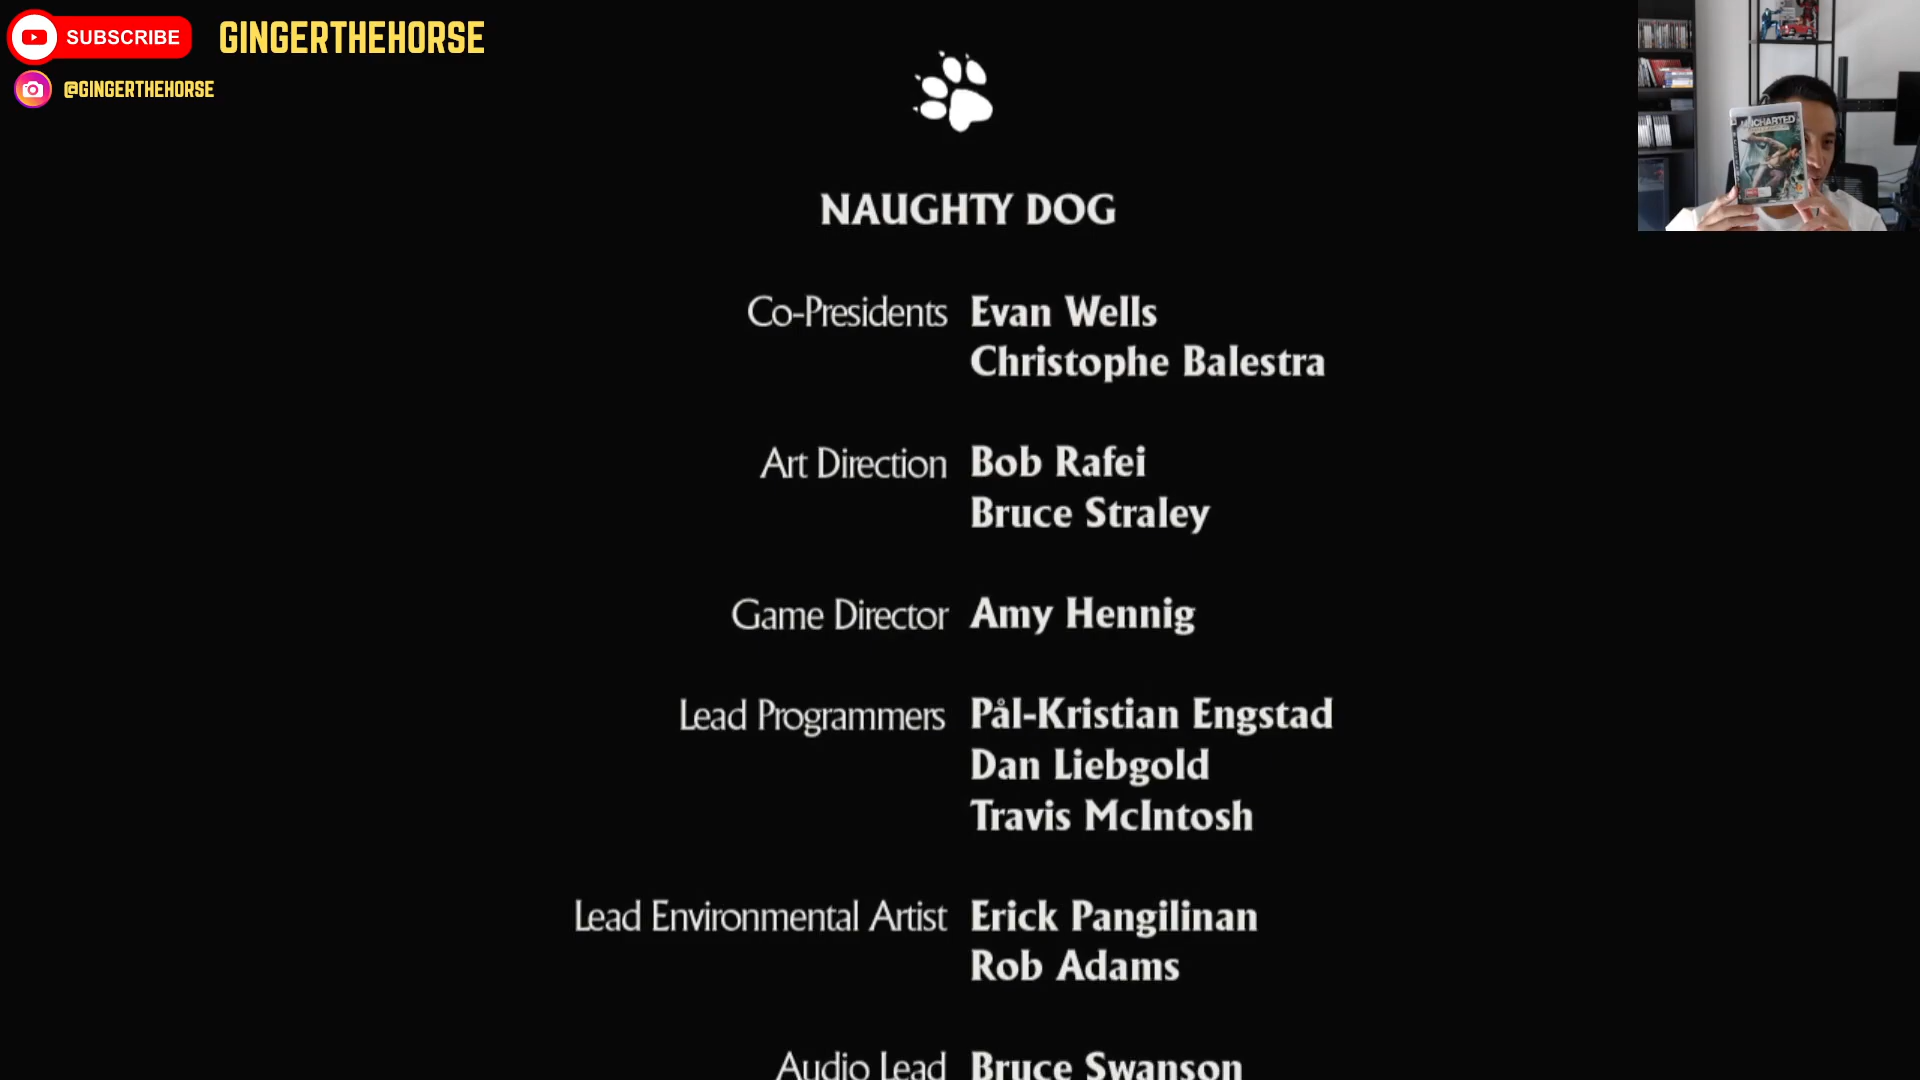 SUBSCRIBE GINGERTHEHORSE
@GINGERTHEHORSE
UNCHARTED
NAUGHTY DOG
Co-Presidents Evan Wells
Christophe Balestra
Art Direction Bob Rafei
Bruce Straley
Game Director Amy Hennig
Lead Programmers Pål-Kristian Engstad
Dan Liebgold
Travis McIntosh
Lead Environmental Artist Erick Pangilinan
Rob Adams
Audio Lead Bruce Swanson